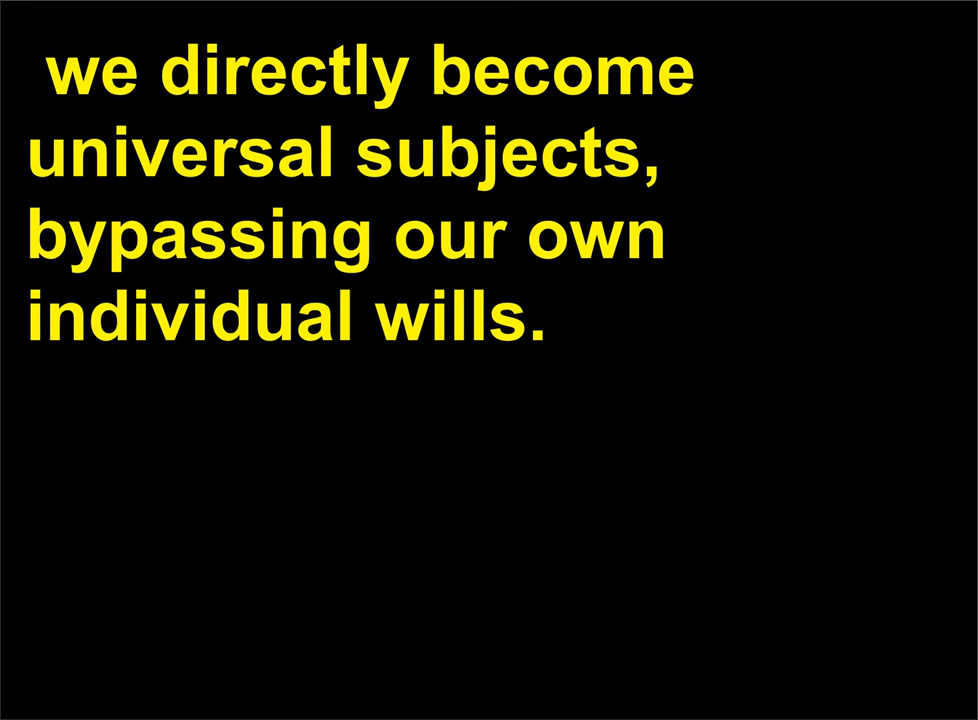 we directly become
universal subjects,
bypassing our own
individual wills.